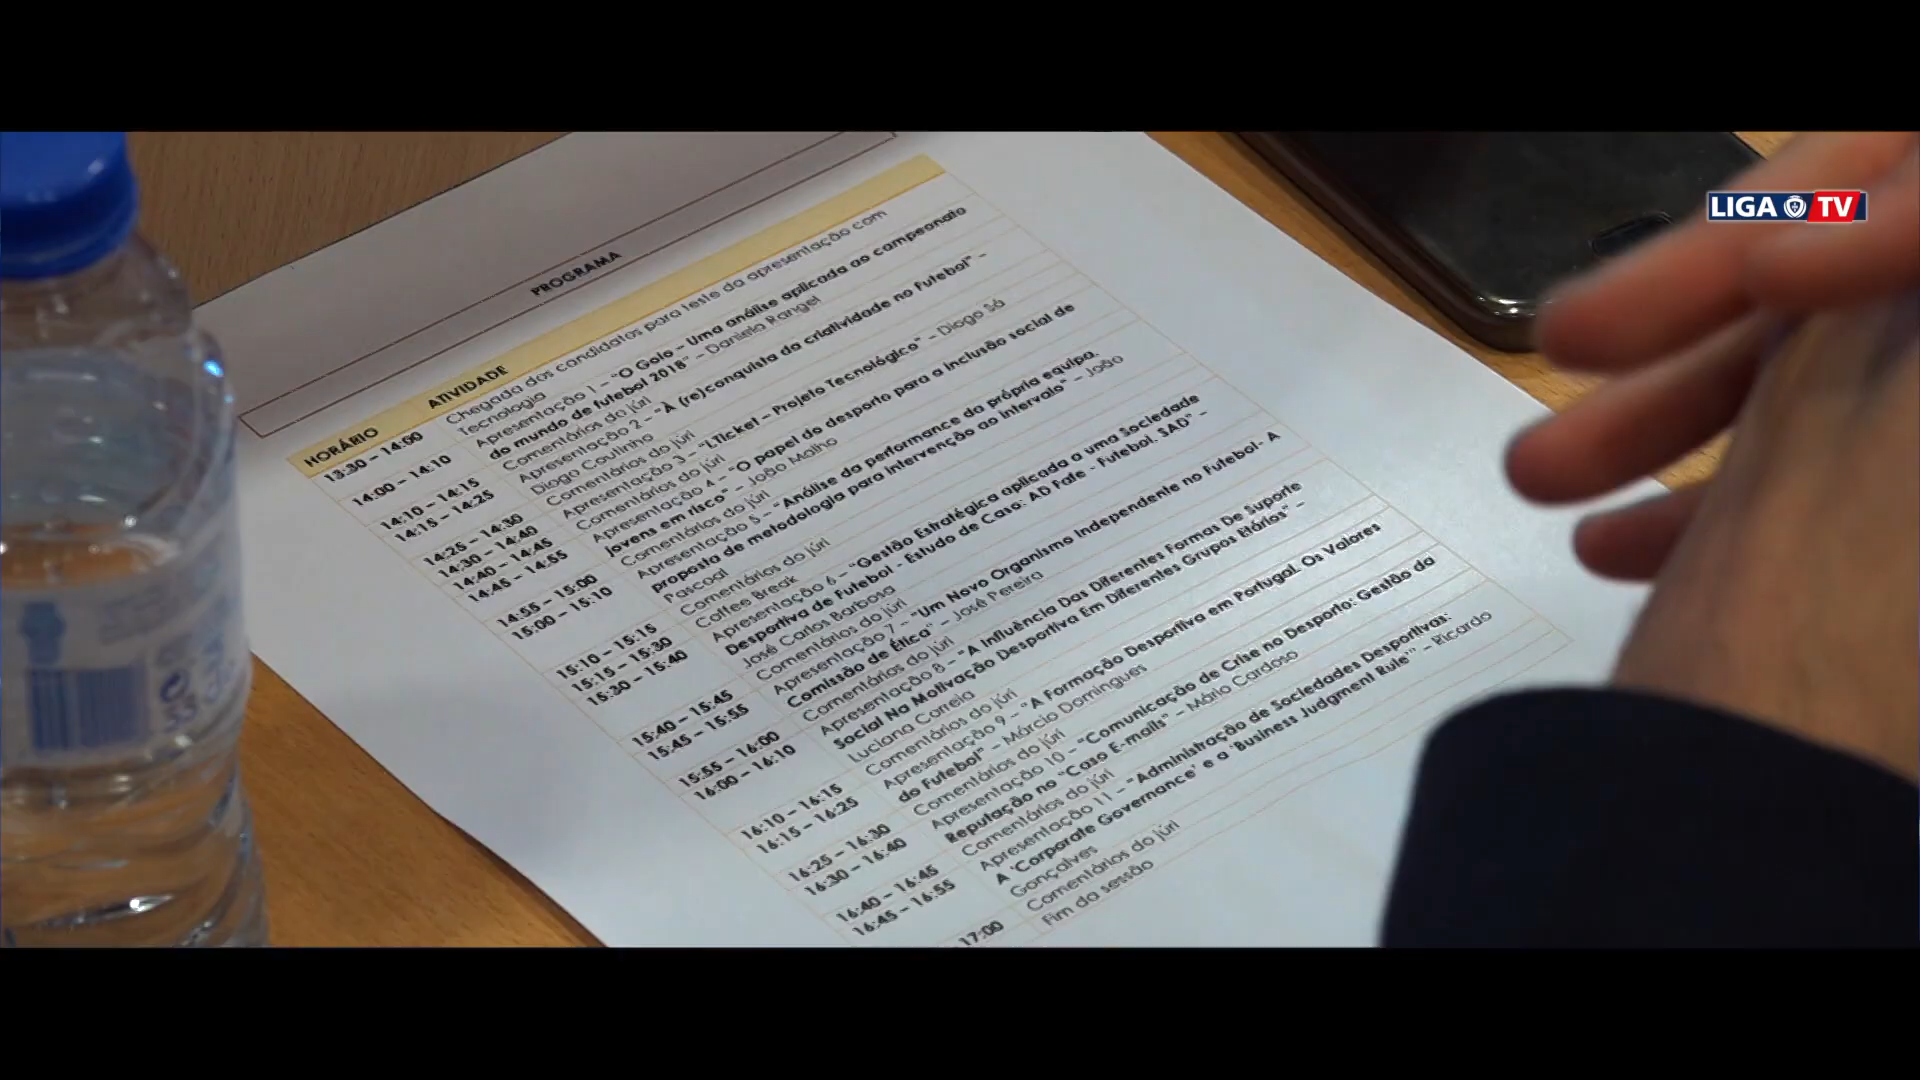 LIGA TV
PROGRAMA
HORÁRIO ATIVIDADE
13:30 – 14:00 Chegada dos candidatos para teste da apresentação com
Tecnologia
14:00 – 14:10 Apresentação 1 – "O Golo – Uma análise aplicada ao campeonato
do mundo de futebol 2018" – Daniela Rangel
14:10 – 14:15 Comentários do júri
14:15 – 14:25 Apresentação 2 – "A (re)conquista da criatividade no Futebol" –
Diogo Coutinho
14:25 – 14:30 Comentários do júri
14:30 – 14:40 Apresentação 3 – "I.Ticket – Projeto Tecnológico" – Diogo Sá
14:40 – 14:45 Comentários do júri
14:45 – 14:55 Apresentação 4 – "O papel do desporto para a inclusão social de
jovens em risco" – João Malho
14:55 – 15:00 Comentários do júri
15:00 – 15:10 Apresentação 5 – "Análise da performance da própria equipa.
proposta de metodologia para intervenção ao intervalo" – João
Pascoal
15:10 – 15:15 Comentários do júri
15:15 – 15:30 Coffee Break
15:30 – 15:40 Apresentação 6 – "Gestão Estratégica aplicada a uma Sociedade
Desportiva de Futebol - Estudo de Caso: AD Fafe - Futebol, SAD" –
José Carlos Barbosa
15:40 – 15:45 Comentários do júri
15:45 – 15:55 Apresentação 7 – "Um Novo Organismo Independente no Futebol- A
Comissão de Ética" – José Pereira
15:55 – 16:00 Comentários do júri
16:00 – 16:10 Apresentação 8 – "A Influência Das Diferentes Formas De Suporte
Social Na Motivação Desportiva Em Diferentes Grupos Etários" –
Luciana Correia
16:10 – 16:15 Comentários do júri
16:15 – 16:25 Apresentação 9 – "A Formação Desportiva em Portugal. Os Valores
do Futebol" – Márcio Domingues
16:25 – 16:30 Comentários do júri
16:30 – 16:40 Apresentação 10 – "Comunicação de Crise no Desporto: Gestão da
Reputação no "Caso E-mails" – Mário Cardoso
16:40 – 16:45 Comentários do júri
16:45 – 16:55 Apresentação 11 – "Administração de Sociedades Desportivas:
A 'Corporate Governance' e a 'Business Judgment Rule'" – Ricardo
Gonçalves
Comentários do júri
17:00 Fim da sessão